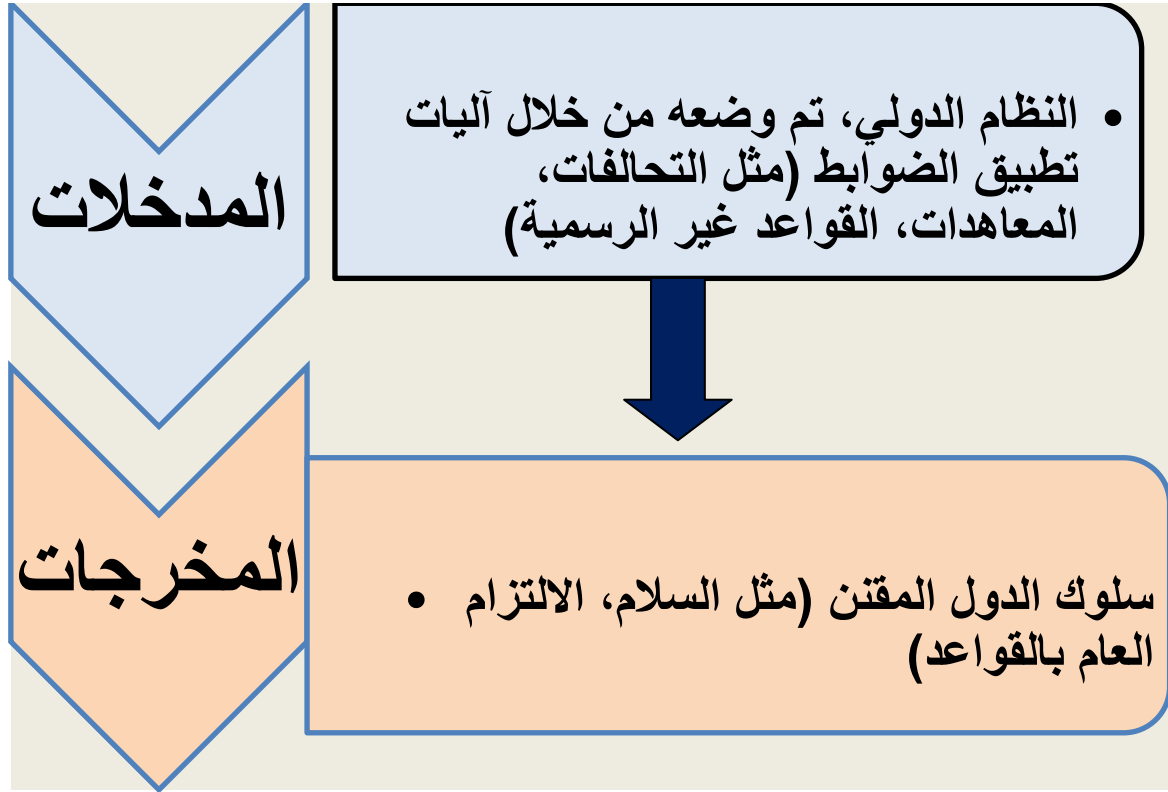 المدخلات
• النظام الدولي، تم وضعه من خلال آليات
تطبيق الضوابط (مثل التحالفات،
المعاهدات، القواعد غير الرسمية)
المخرجات
سلوك الدول المقنن (مثل السلام، الالتزام •
العام بالقواعد)